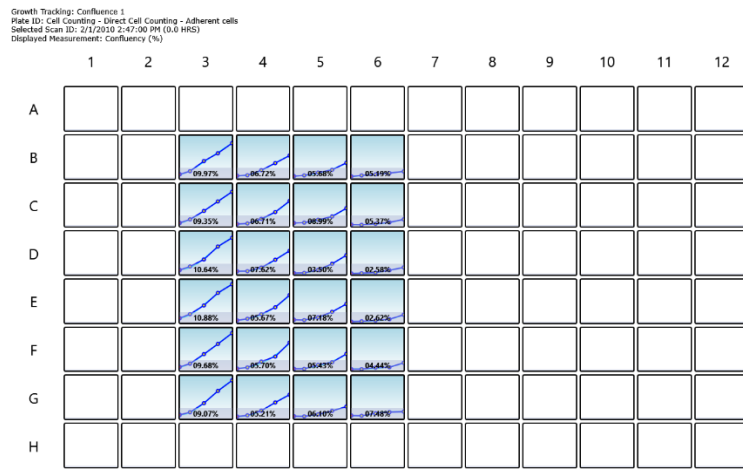 Growth Tracking: Confluence 1
Plate ID: Cell Counting - Direct Cell Counting - Adherent cells
Selected Scan ID: 2/1/2010 2:47:00 PM (0.0 HRS)
Displayed Measurement: Confluency (%)
1 2 3 4 5 6 7 8 9 10 11 12
A
B 09.97% 06.72% 05.88% 05.19%
C 09.35% 06.71% 08.99% 05.37%
D 10.64% 07.62% 03.50% 02.58%
E 10.88% 05.67% 07.18% 02.62%
F 09.68% 05.70% 05.43% 04.44%
G 09.07% 05.21% 06.10% 07.48%
H